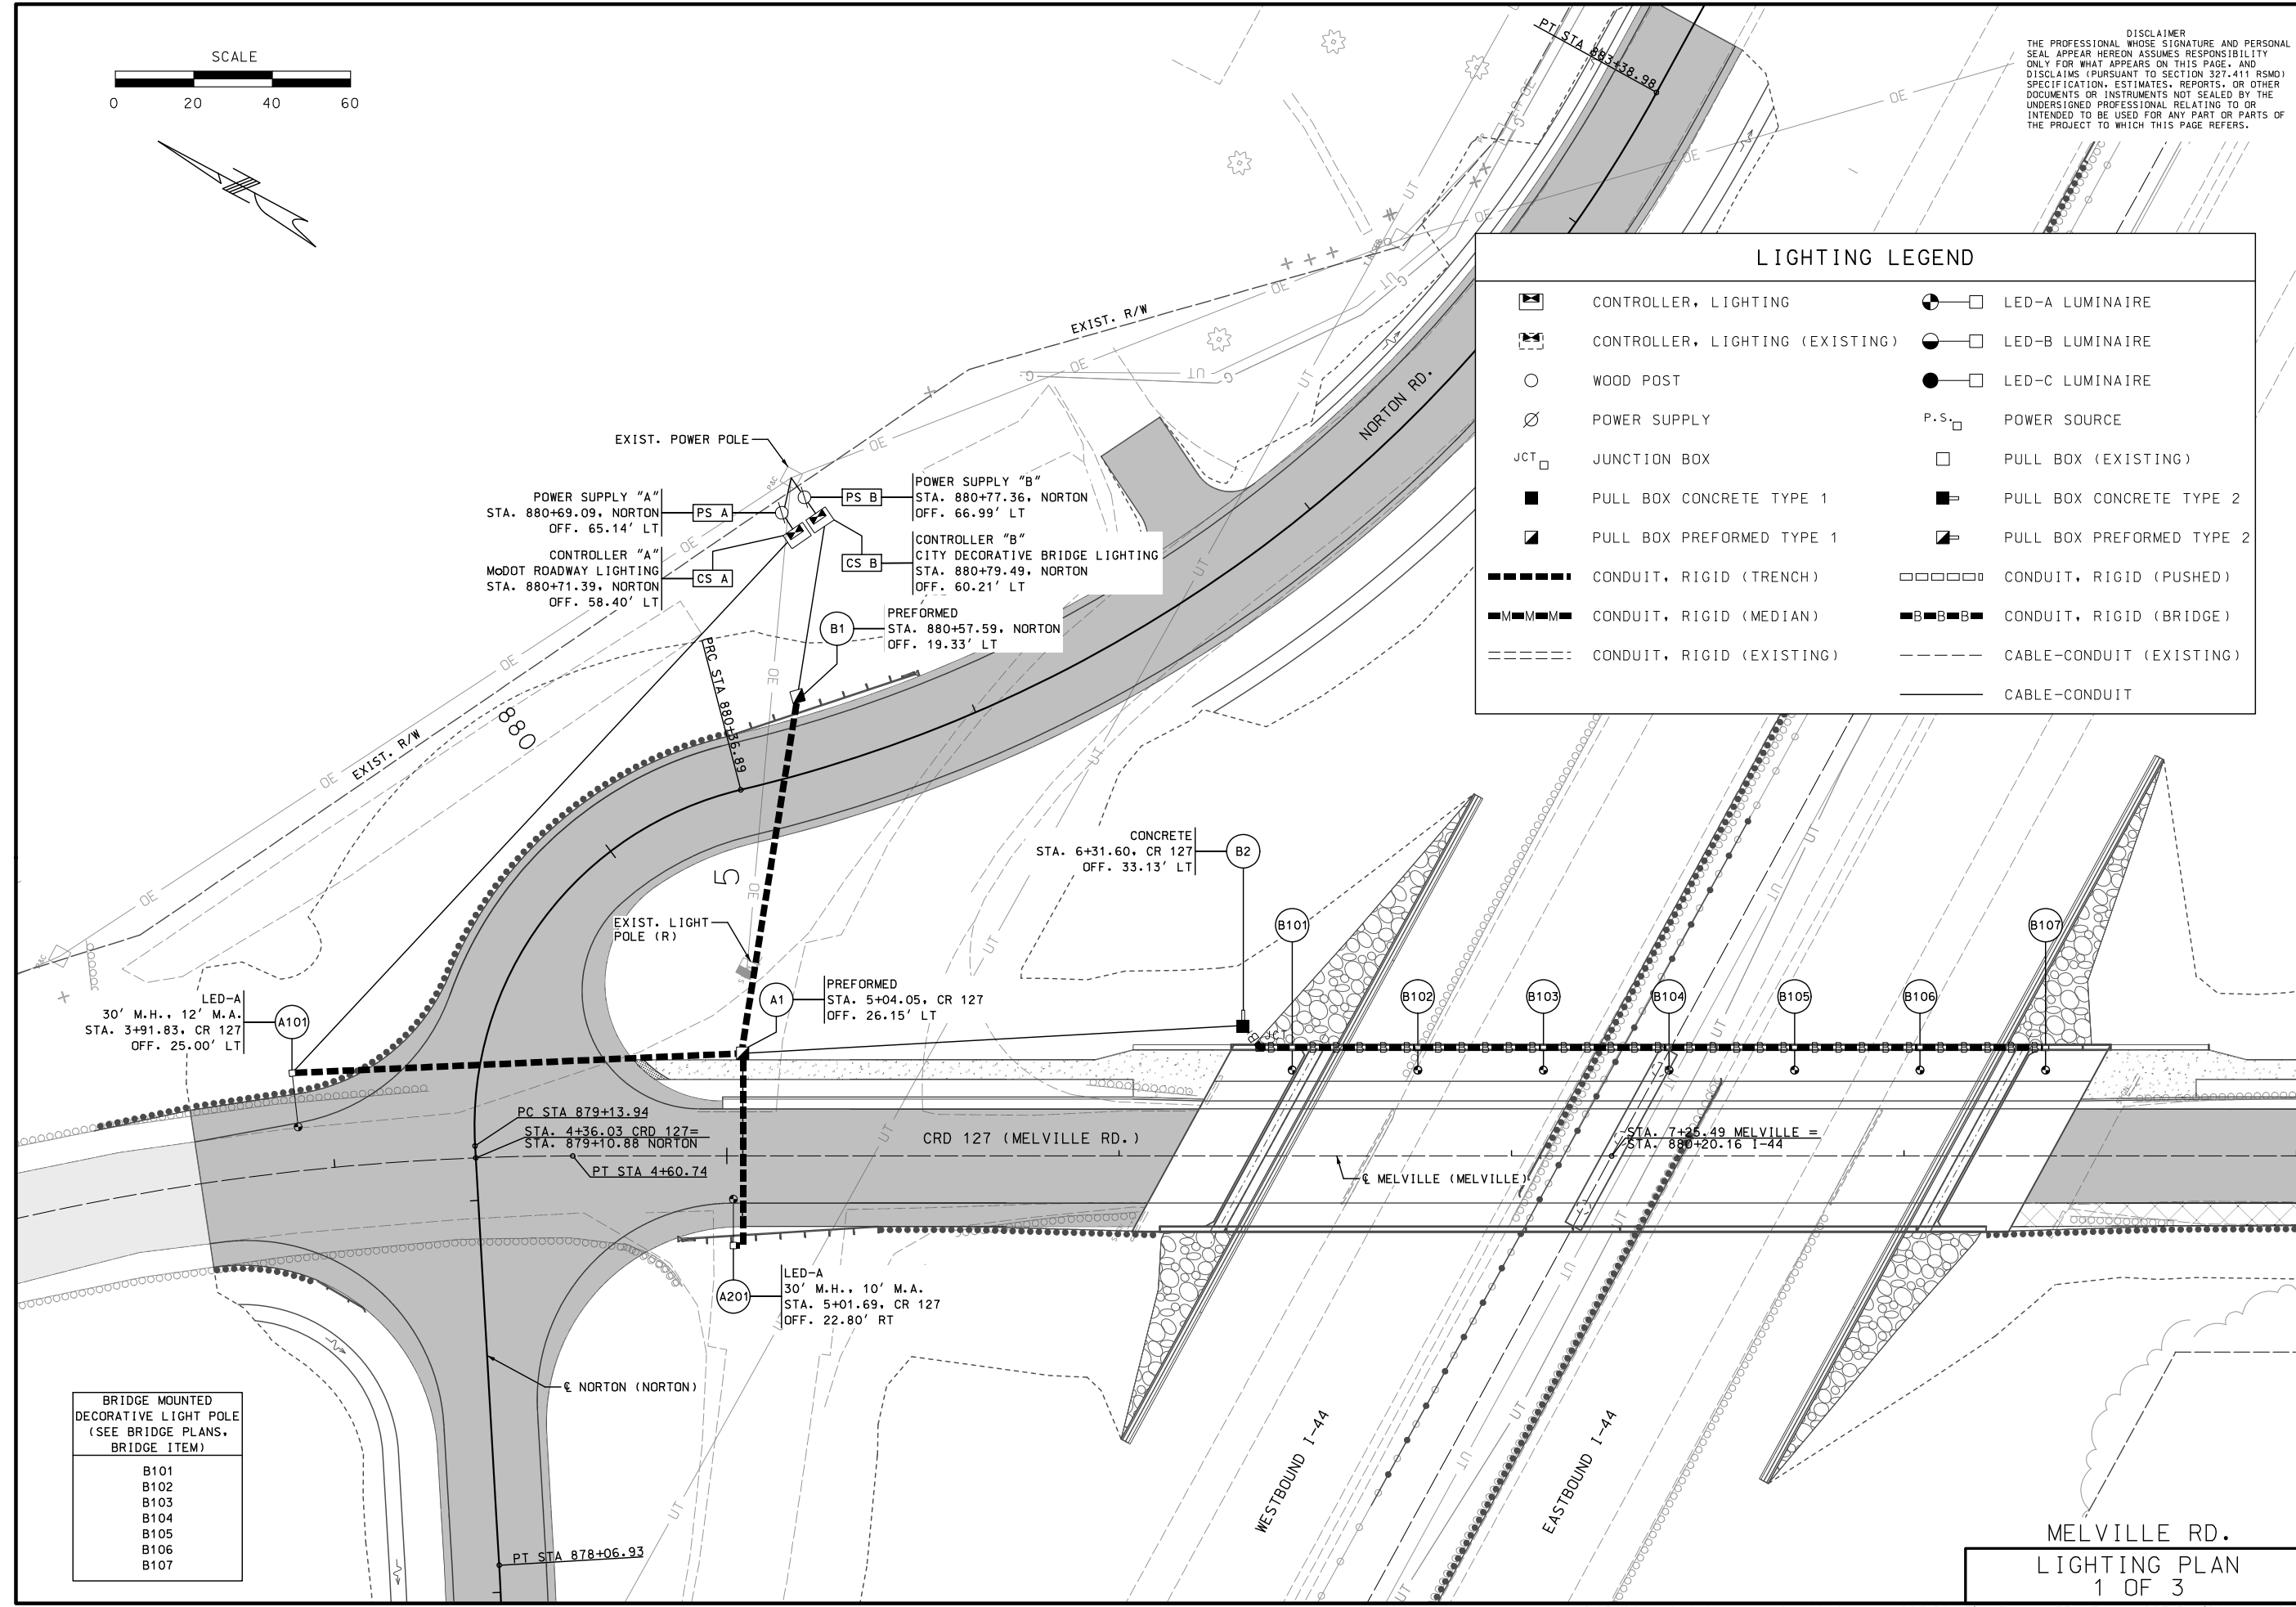 SCALE
0 20 40 60
DISCLAIMER
THE PROFESSIONAL WHOSE SIGNATURE AND PERSONAL
SEAL APPEAR HEREON ASSUMES RESPONSIBILITY
ONLY FOR WHAT APPEARS ON THIS PAGE, AND
DISCLAIMS (PURSUANT TO SECTION 327.411 RSMO)
SPECIFICATION, ESTIMATES, REPORTS, OR OTHER
DOCUMENTS OR INSTRUMENTS NOT SEALED BY THE
UNDERSIGNED PROFESSIONAL RELATING TO OR
INTENDED TO BE USED FOR ANY PART OR PARTS OF
THE PROJECT TO WHICH THIS PAGE REFERS.
PT STA 883+38.98
LIGHTING LEGEND
CONTROLLER, LIGHTING
LED-A LUMINAIRE
CONTROLLER, LIGHTING (EXISTING)
LED-B LUMINAIRE
WOOD POST
LED-C LUMINAIRE
POWER SUPPLY
P.S. POWER SOURCE
JCT JUNCTION BOX
PULL BOX (EXISTING)
PULL BOX CONCRETE TYPE 1
PULL BOX CONCRETE TYPE 2
PULL BOX PREFORMED TYPE 1
PULL BOX PREFORMED TYPE 2
CONDUIT, RIGID (TRENCH)
CONDUIT, RIGID (PUSHED)
M M M CONDUIT, RIGID (MEDIAN)
B B B CONDUIT, RIGID (BRIDGE)
CONDUIT, RIGID (EXISTING)
CABLE-CONDUIT (EXISTING)
CABLE-CONDUIT
EXIST. R/W
NORTON RD.
EXIST. POWER POLE
POWER SUPPLY "A"
STA. 880+69.09, NORTON
OFF. 65.14' LT
PS A
PS B
POWER SUPPLY "B"
STA. 880+77.36, NORTON
OFF. 66.99' LT
CONTROLLER "A"
MoDOT ROADWAY LIGHTING
STA. 880+71.39, NORTON
OFF. 58.40' LT
CS A
CS B
CONTROLLER "B"
CITY DECORATIVE BRIDGE LIGHTING
STA. 880+79.49, NORTON
OFF. 60.21' LT
B1
PREFORMED
STA. 880+57.59, NORTON
OFF. 19.33' LT
PRC STA 880+36.89
880
EXIST. R/W
5
CONCRETE
STA. 6+31.60, CR 127
OFF. 33.13' LT
B2
EXIST. LIGHT
POLE (R)
A1
PREFORMED
STA. 5+04.05, CR 127
OFF. 26.15' LT
LED-A
30' M.H., 12' M.A.
STA. 3+91.83, CR 127
OFF. 25.00' LT
A101
B101
B102
B103
B104
B105
B106
B107
PC STA 879+13.94
STA. 4+36.03 CRD 127=
STA. 879+10.88 NORTON
PT STA 4+60.74
CRD 127 (MELVILLE RD.)
℄ MELVILLE (MELVILLE)
STA. 7+25.49 MELVILLE =
STA. 880+20.16 I-44
A201
LED-A
30' M.H., 10' M.A.
STA. 5+01.69, CR 127
OFF. 22.80' RT
℄ NORTON (NORTON)
PT STA 878+06.93
WESTBOUND I-44
EASTBOUND I-44
BRIDGE MOUNTED
DECORATIVE LIGHT POLE
(SEE BRIDGE PLANS,
BRIDGE ITEM)
B101
B102
B103
B104
B105
B106
B107
MELVILLE RD.
LIGHTING PLAN
1 OF 3